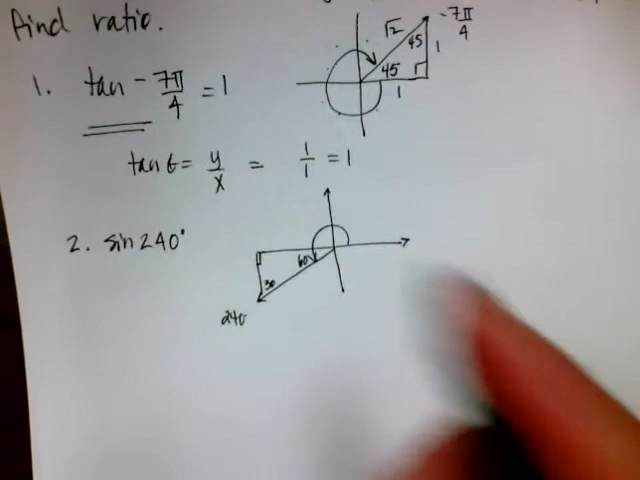 find ratio.
√2
-7π/4
45
1. tan -7π/4 = 1
45
1
1
tan θ = y/x = 1/1 = 1
2. sin 240°
60
30
240